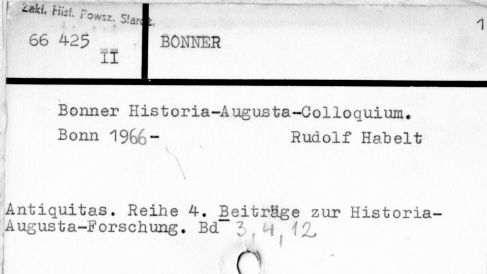 Zakł. Hist. Powsz. Staroż.
1
66 425
II
BONNER
Bonner Historia-Augusta-Colloquium.
Bonn 1966- Rudolf Habelt
Antiquitas. Reihe 4. Beiträge zur Historia-
Augusta-Forschung. Bd 3, 4, 12